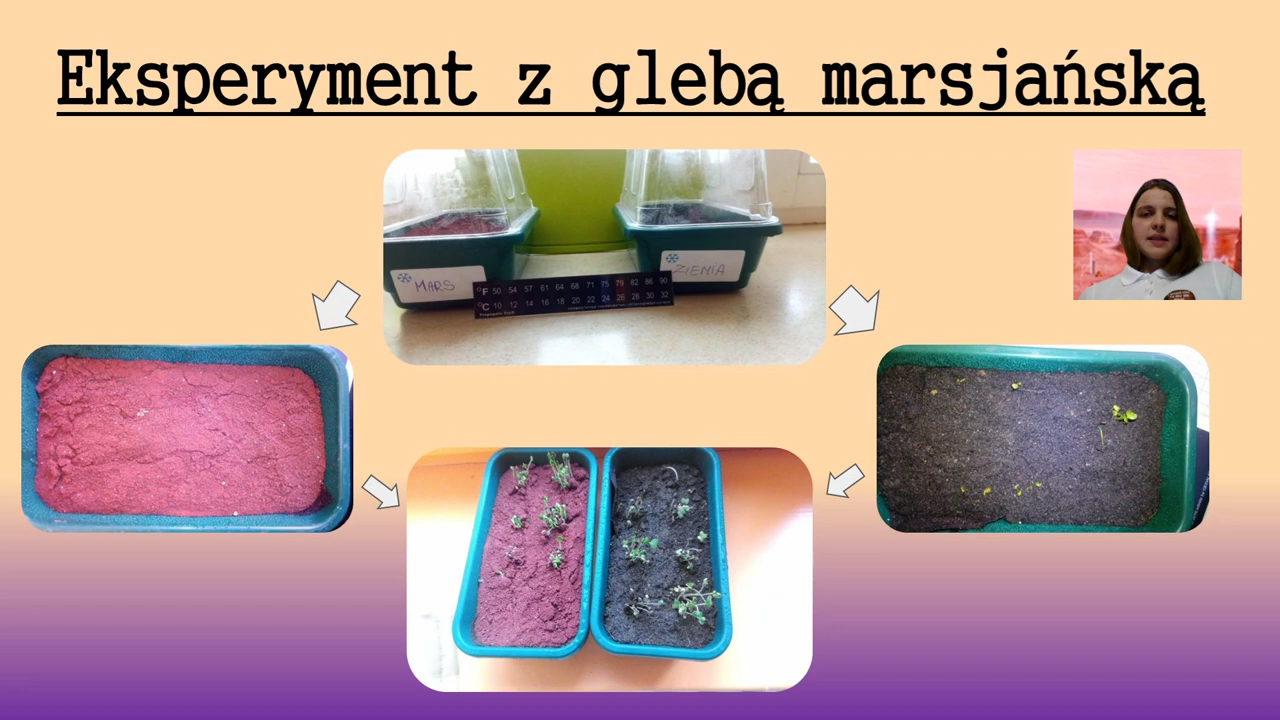 Eksperyment z glebą marsjańską
MARS
ZIEMIA
°F 50 54 57 61 64 68 71 75 79 82 86 90
°C 10 12 14 16 18 20 22 24 26 28 30 32